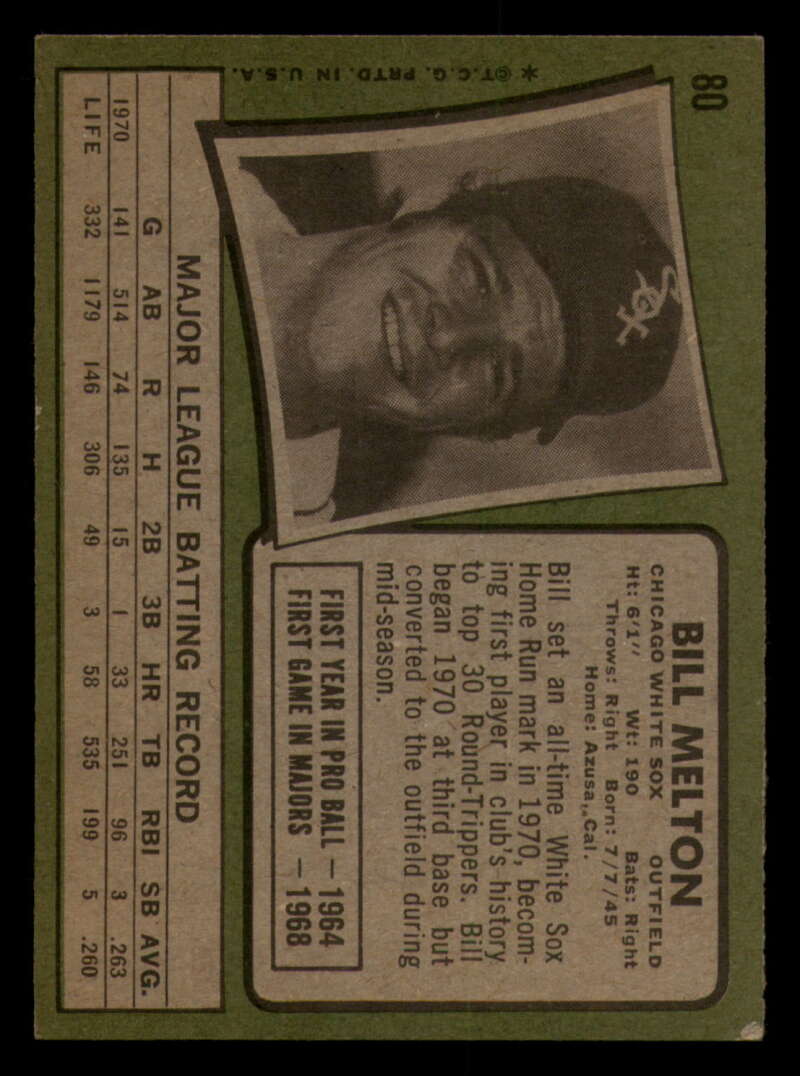 80
* © T.C.G. PRTD. IN U.S.A.
Sox
BILL MELTON
CHICAGO WHITE SOX OUTFIELD
Ht: 6'1" Wt: 190 Bats: Right
Throws: Right Born: 7/7/45
Home: Azusa, Cal.
Bill set an all-time White Sox
Home Run mark in 1970, becom-
ing first player in club's history
to top 30 Round-Trippers. Bill
began 1970 at third base but
converted to the outfield during
mid-season.
FIRST YEAR IN PRO BALL — 1964
FIRST GAME IN MAJORS — 1968
MAJOR LEAGUE BATTING RECORD
G AB R H 2B 3B HR TB RBI SB AVG.
1970 141 514 74 135 15 1 33 251 96 3 .263
LIFE 332 1179 146 306 49 3 58 535 199 5 .260